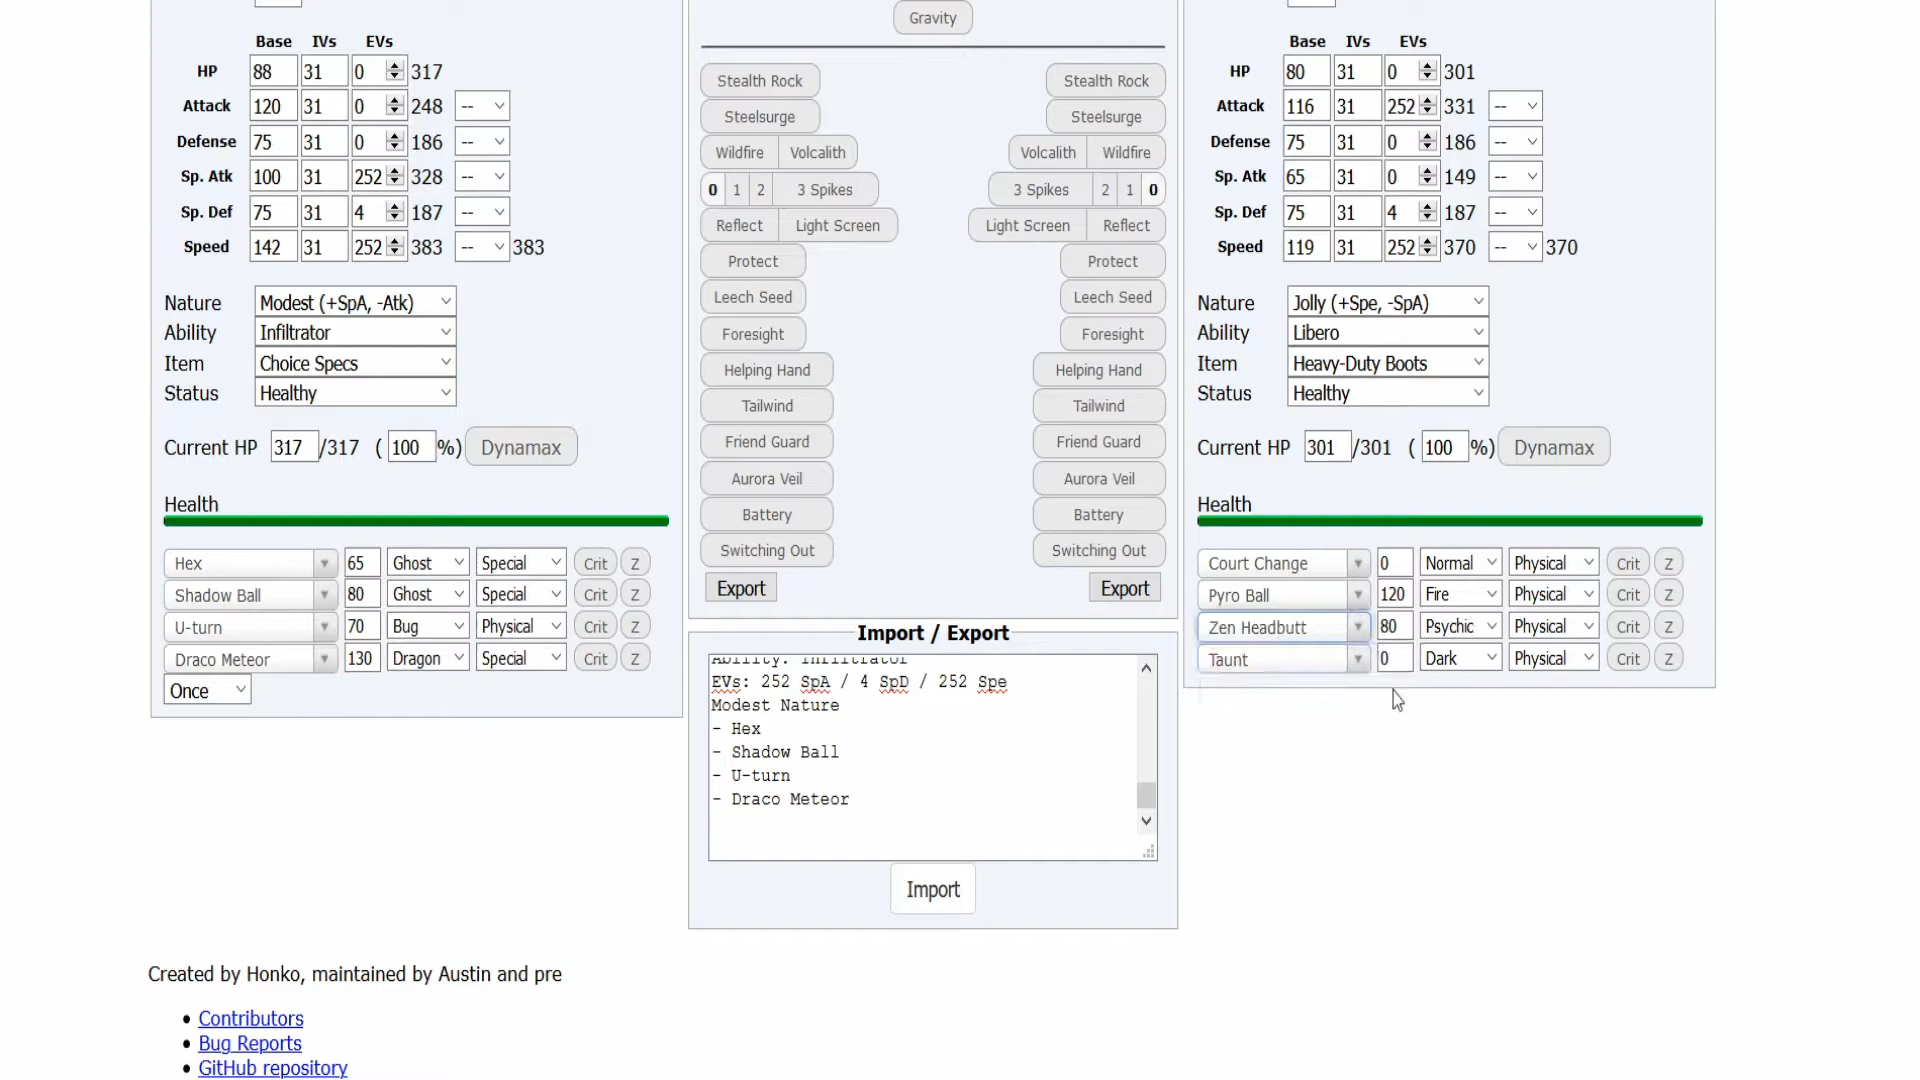 Base IVs EVs
HP 88 31 0 317
Attack 120 31 0 248 --
Defense 75 31 0 186 --
Sp. Atk 100 31 252 328 --
Sp. Def 75 31 4 187 --
Speed 142 31 252 383 -- 383
Nature Modest (+SpA, -Atk)
Ability Infiltrator
Item Choice Specs
Status Healthy
Current HP 317 /317 ( 100 %) Dynamax
Health
Hex 65 Ghost Special Crit Z
Shadow Ball 80 Ghost Special Crit Z
U-turn 70 Bug Physical Crit Z
Draco Meteor 130 Dragon Special Crit Z
Once
Gravity
Stealth Rock Stealth Rock
Steelsurge Steelsurge
Wildfire Volcalith Volcalith Wildfire
0 1 2 3 Spikes 3 Spikes 2 1 0
Reflect Light Screen Light Screen Reflect
Protect Protect
Leech Seed Leech Seed
Foresight Foresight
Helping Hand Helping Hand
Tailwind Tailwind
Friend Guard Friend Guard
Aurora Veil Aurora Veil
Battery Battery
Switching Out Switching Out
Export Export
Import / Export
Ability: Infiltrator
EVs: 252 SpA / 4 SpD / 252 Spe
Modest Nature
- Hex
- Shadow Ball
- U-turn
- Draco Meteor
Import
Base IVs EVs
HP 80 31 0 301
Attack 116 31 252 331 --
Defense 75 31 0 186 --
Sp. Atk 65 31 0 149 --
Sp. Def 75 31 4 187 --
Speed 119 31 252 370 -- 370
Nature Jolly (+Spe, -SpA)
Ability Libero
Item Heavy-Duty Boots
Status Healthy
Current HP 301 /301 ( 100 %) Dynamax
Health
Court Change 0 Normal Physical Crit Z
Pyro Ball 120 Fire Physical Crit Z
Zen Headbutt 80 Psychic Physical Crit Z
Taunt 0 Dark Physical Crit Z
Created by Honko, maintained by Austin and pre
Contributors
Bug Reports
GitHub repository